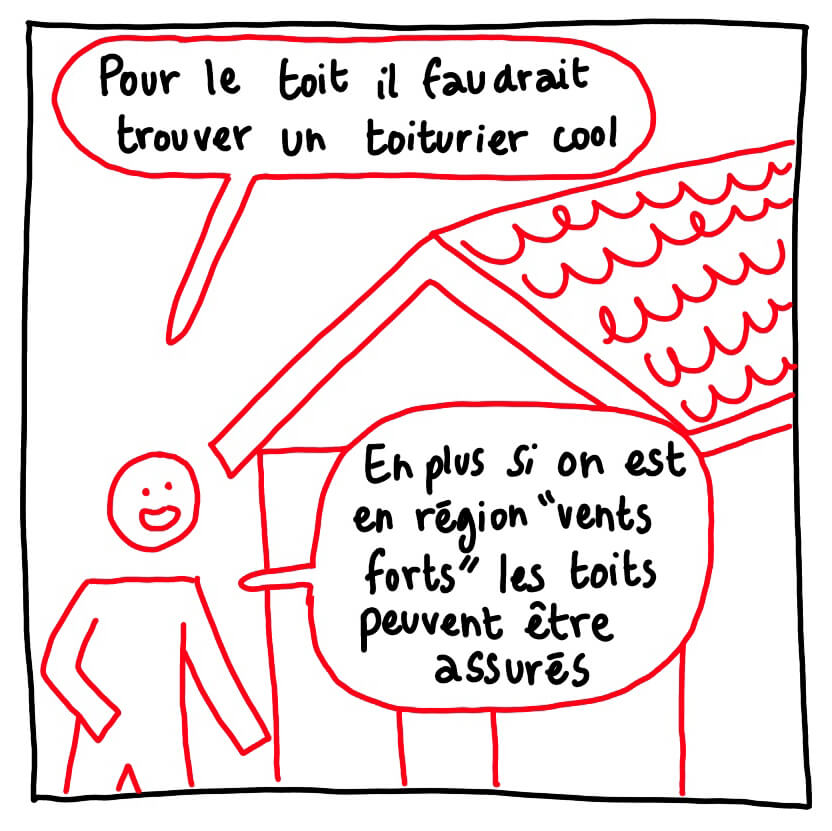 Pour le toit il faudrait
trouver un toiturier cool
En plus si on est
en région "vents
forts" les toits
peuvent être
assurés